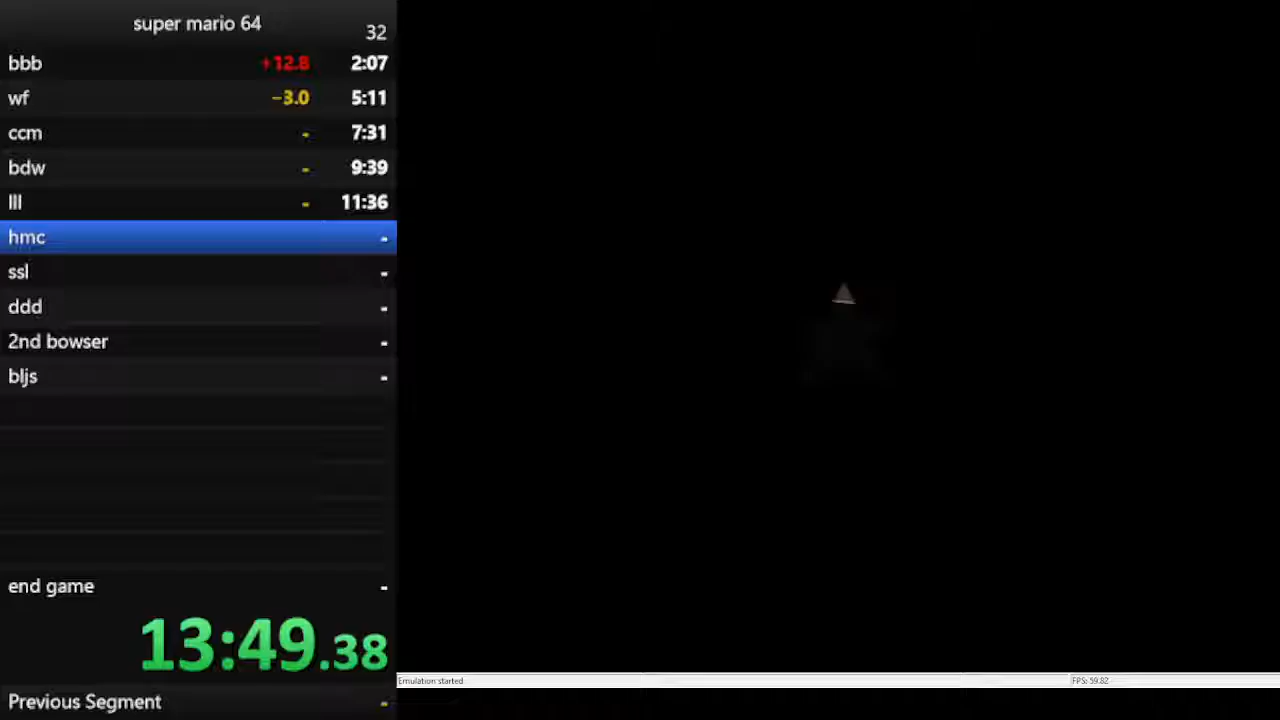 super mario 64
32
bbb +12.8 2:07
wf -3.0 5:11
ccm - 7:31
bdw - 9:39
lll - 11:36
hmc -
ssl -
ddd -
2nd bowser -
bljs -
end game -
13:49.38
Previous Segment -
Emulation started FPS: 59.82